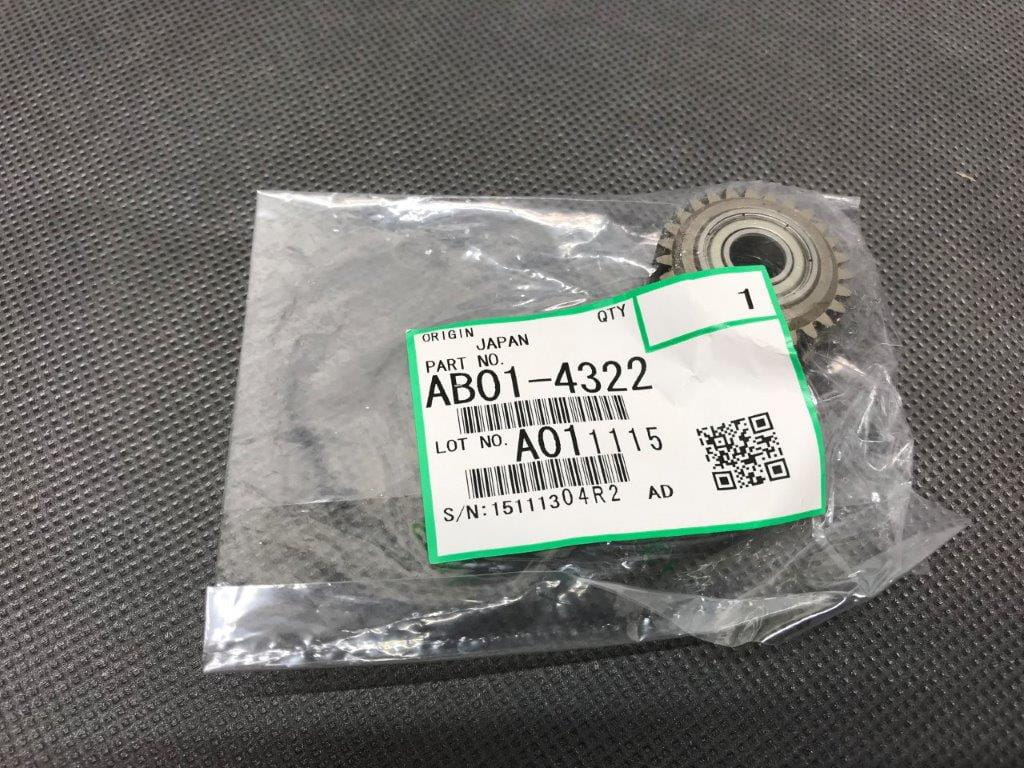 ORIGIN
JAPAN
QTY 1
PART NO.
AB01-4322
LOT NO. A011115
S/N:15111304R2 AD